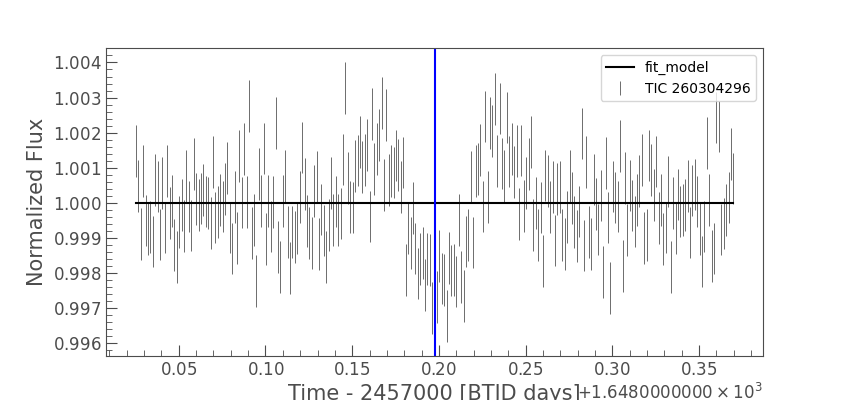 Normalized Flux
1.004
1.003
1.002
1.001
1.000
0.999
0.998
0.997
0.996
fit_model
TIC 260304296
0.05 0.10 0.15 0.20 0.25 0.30 0.35
Time - 2457000 [BTJD days]
+1.6480000000 × 10³